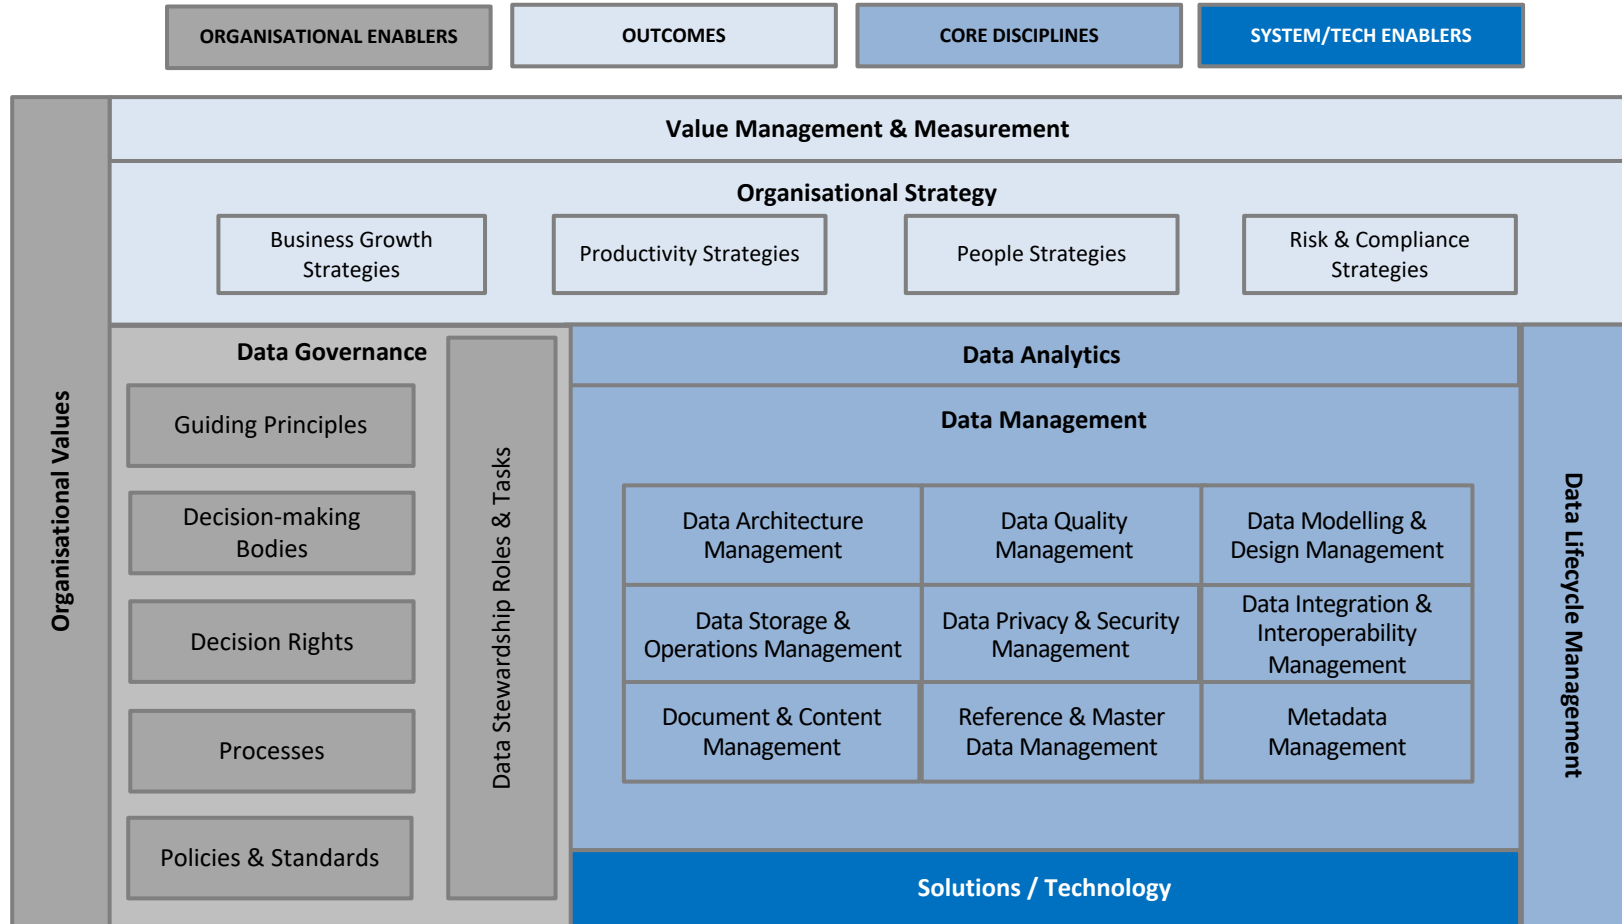 ORGANISATIONAL ENABLERS
OUTCOMES
CORE DISCIPLINES
SYSTEM/TECH ENABLERS
Value Management & Measurement
Organisational Strategy
Business Growth
Strategies
Productivity Strategies
People Strategies
Risk & Compliance
Strategies
Organisational Values
Data Governance
Guiding Principles
Decision-making
Bodies
Decision Rights
Processes
Policies & Standards
Data Stewardship Roles & Tasks
Data Analytics
Data Management
Data Architecture
Management
Data Quality
Management
Data Modelling &
Design Management
Data Storage &
Operations Management
Data Privacy & Security
Management
Data Integration &
Interoperability
Management
Document & Content
Management
Reference & Master
Data Management
Metadata
Management
Solutions / Technology
Data Lifecycle Management